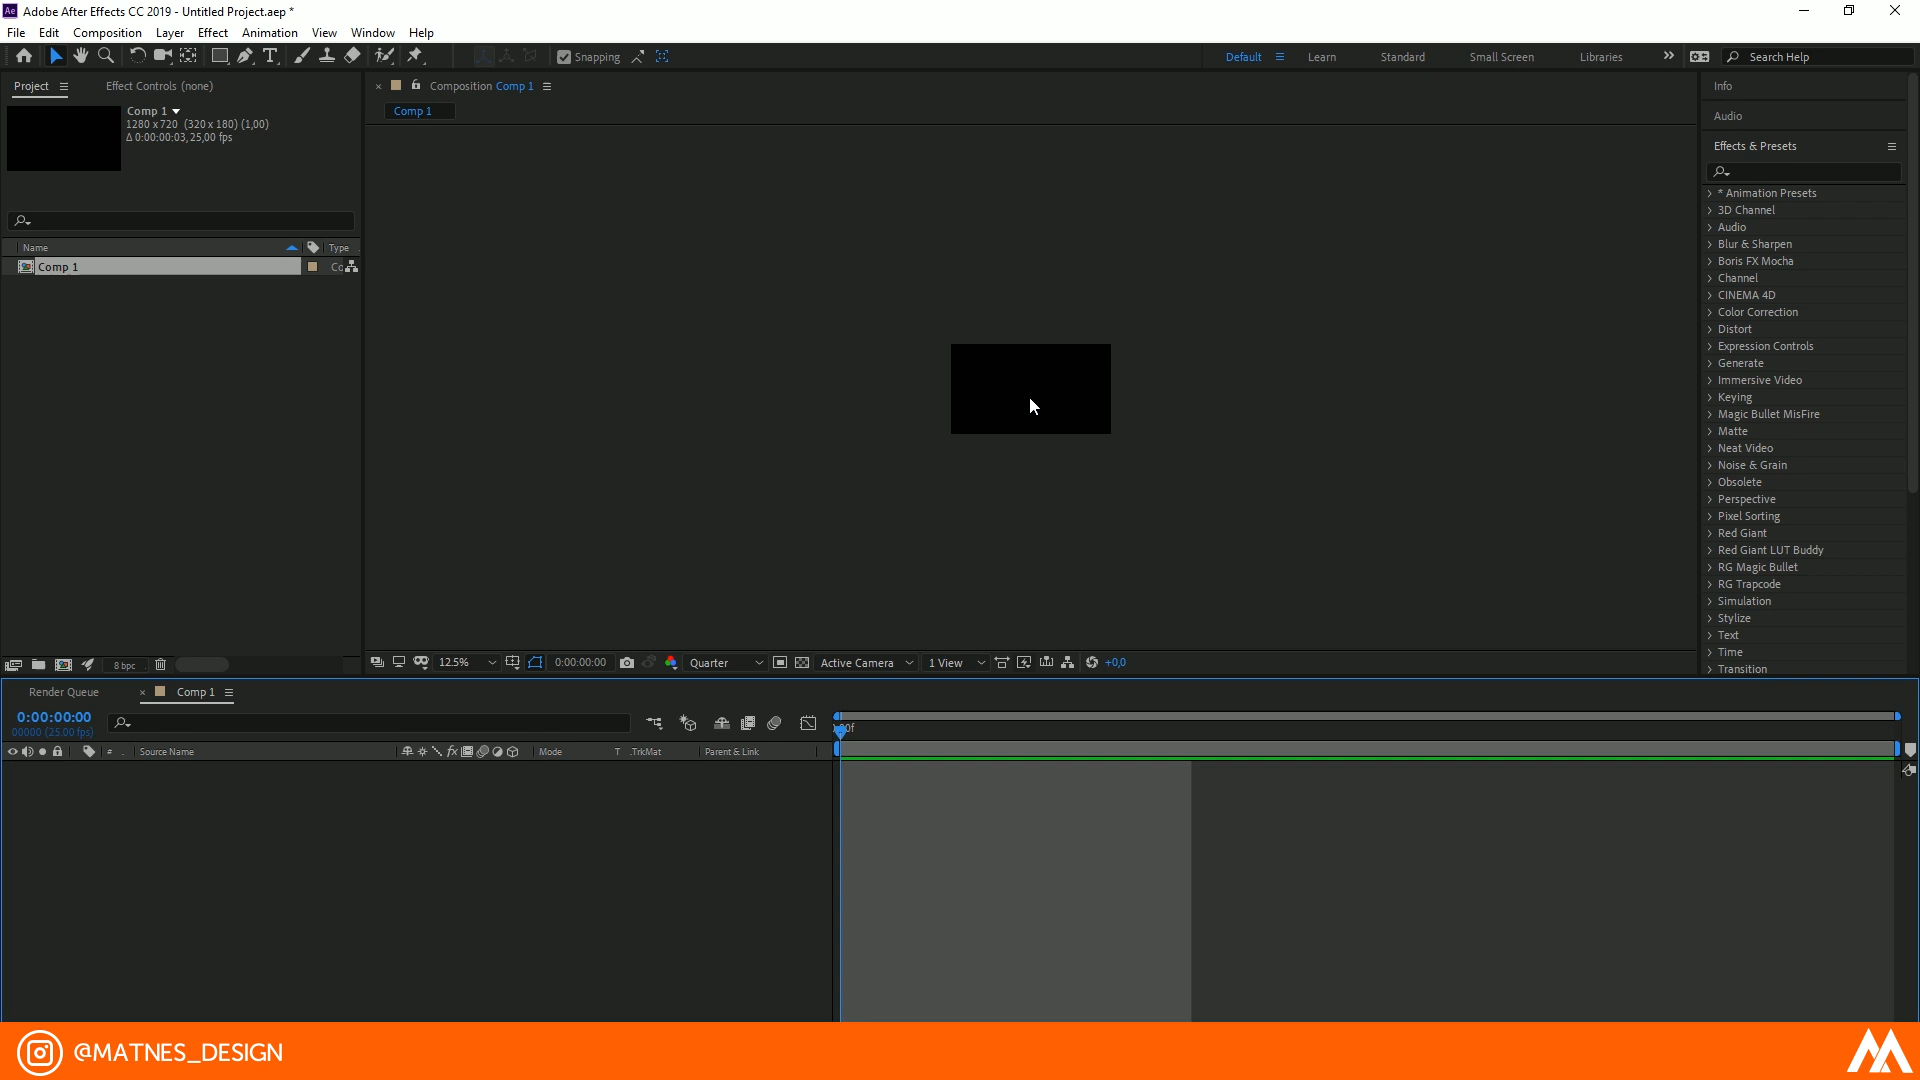 Ae Adobe After Effects CC 2019 - Untitled Project.aep *
File Edit Composition Layer Effect Animation View Window Help
T Snapping Default Learn Standard Small Screen Libraries Search Help
Project Effect Controls (none)
Comp 1
1280 x 720 (320 x 180) (1,00)
Δ 0:00:00:03, 25,00 fps
Name Type
Comp 1 Co
8 bpc
Composition Comp 1
Comp 1
12.5% 0:00:00:00 Quarter Active Camera 1 View +0,0
Info
Audio
Effects & Presets
* Animation Presets
3D Channel
Audio
Blur & Sharpen
Boris FX Mocha
Channel
CINEMA 4D
Color Correction
Distort
Expression Controls
Generate
Immersive Video
Keying
Magic Bullet MisFire
Matte
Neat Video
Noise & Grain
Obsolete
Perspective
Pixel Sorting
Red Giant
Red Giant LUT Buddy
RG Magic Bullet
RG Trapcode
Simulation
Stylize
Text
Time
Transition
Render Queue Comp 1
0:00:00:00
00000 (25.00 fps)
# . Source Name fx Mode T .TrkMat Parent & Link
@MATNES_DESIGN